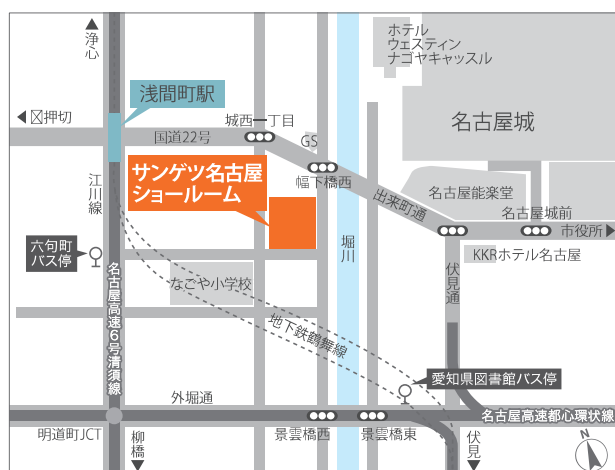 浄心
ホテル
ウェスティン
ナゴヤキャッスル
浅間町駅
押切
城西一丁目
国道22号
GS
名古屋城
サンゲツ名古屋
ショールーム
幅下橋西
江川線
出来町通
名古屋能楽堂
名古屋城前
市役所
堀川
六句町
バス停
KKRホテル名古屋
伏見通
なごや小学校
名古屋高速6号清須線
地下鉄鶴舞線
愛知県図書館バス停
外堀通
名古屋高速都心環状線
明道町JCT
柳橋
景雲橋西
景雲橋東
伏見
N